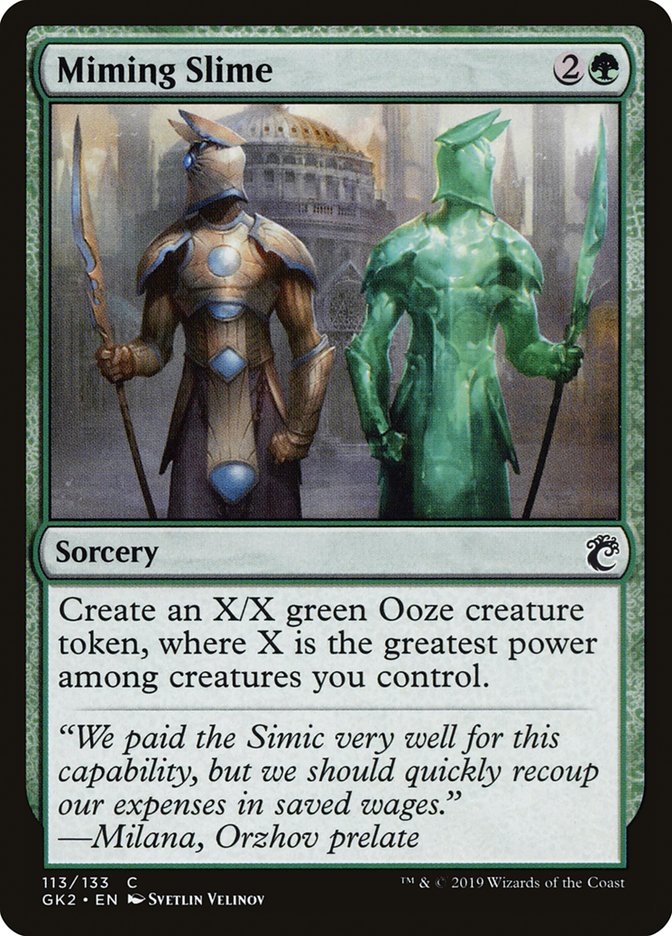 Miming Slime 2
Sorcery
Create an X/X green Ooze creature
token, where X is the greatest power
among creatures you control.
“We paid the Simic very well for this
capability, but we should quickly recoup
our expenses in saved wages.”
—Milana, Orzhov prelate
113/133 C
GK2 • EN Svetlin Velinov
™ & © 2019 Wizards of the Coast